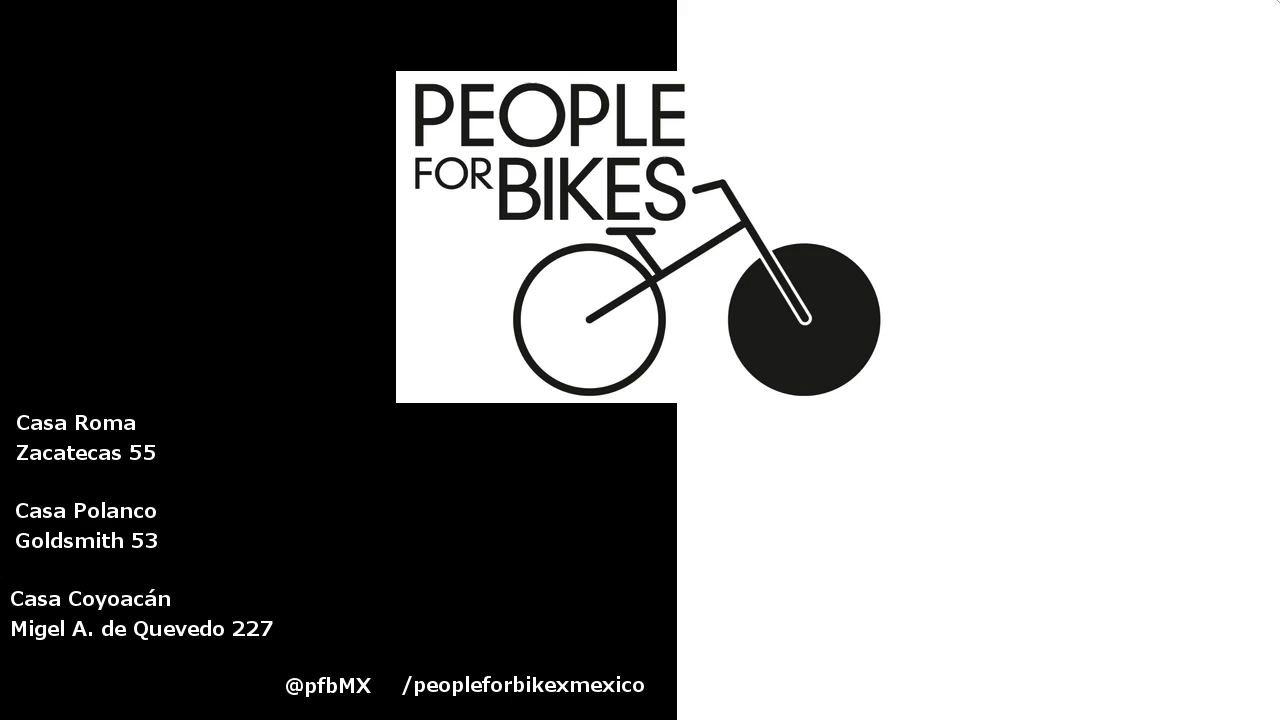 PEOPLE
FOR BIKES
Casa Roma
Zacatecas 55
Casa Polanco
Goldsmith 53
Casa Coyoacán
Migel A. de Quevedo 227
@pfbMX /peopleforbikexmexico